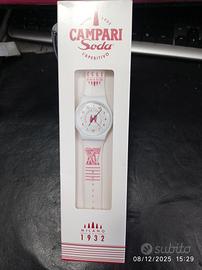 CAMPARI
Soda
L'APERITIVO
MILANO
1932
subito
08/12/2025 15:29